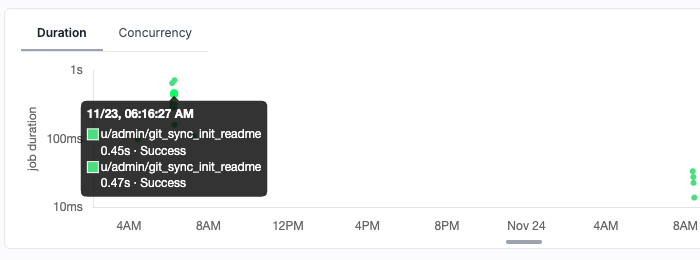 Duration Concurrency
1s
11/23, 06:16:27 AM
u/admin/git_sync_init_readme
0.45s · Success
u/admin/git_sync_init_readme
0.47s · Success
job duration
100ms
10ms
4AM 8AM 12PM 4PM 8PM Nov 24 4AM 8AM